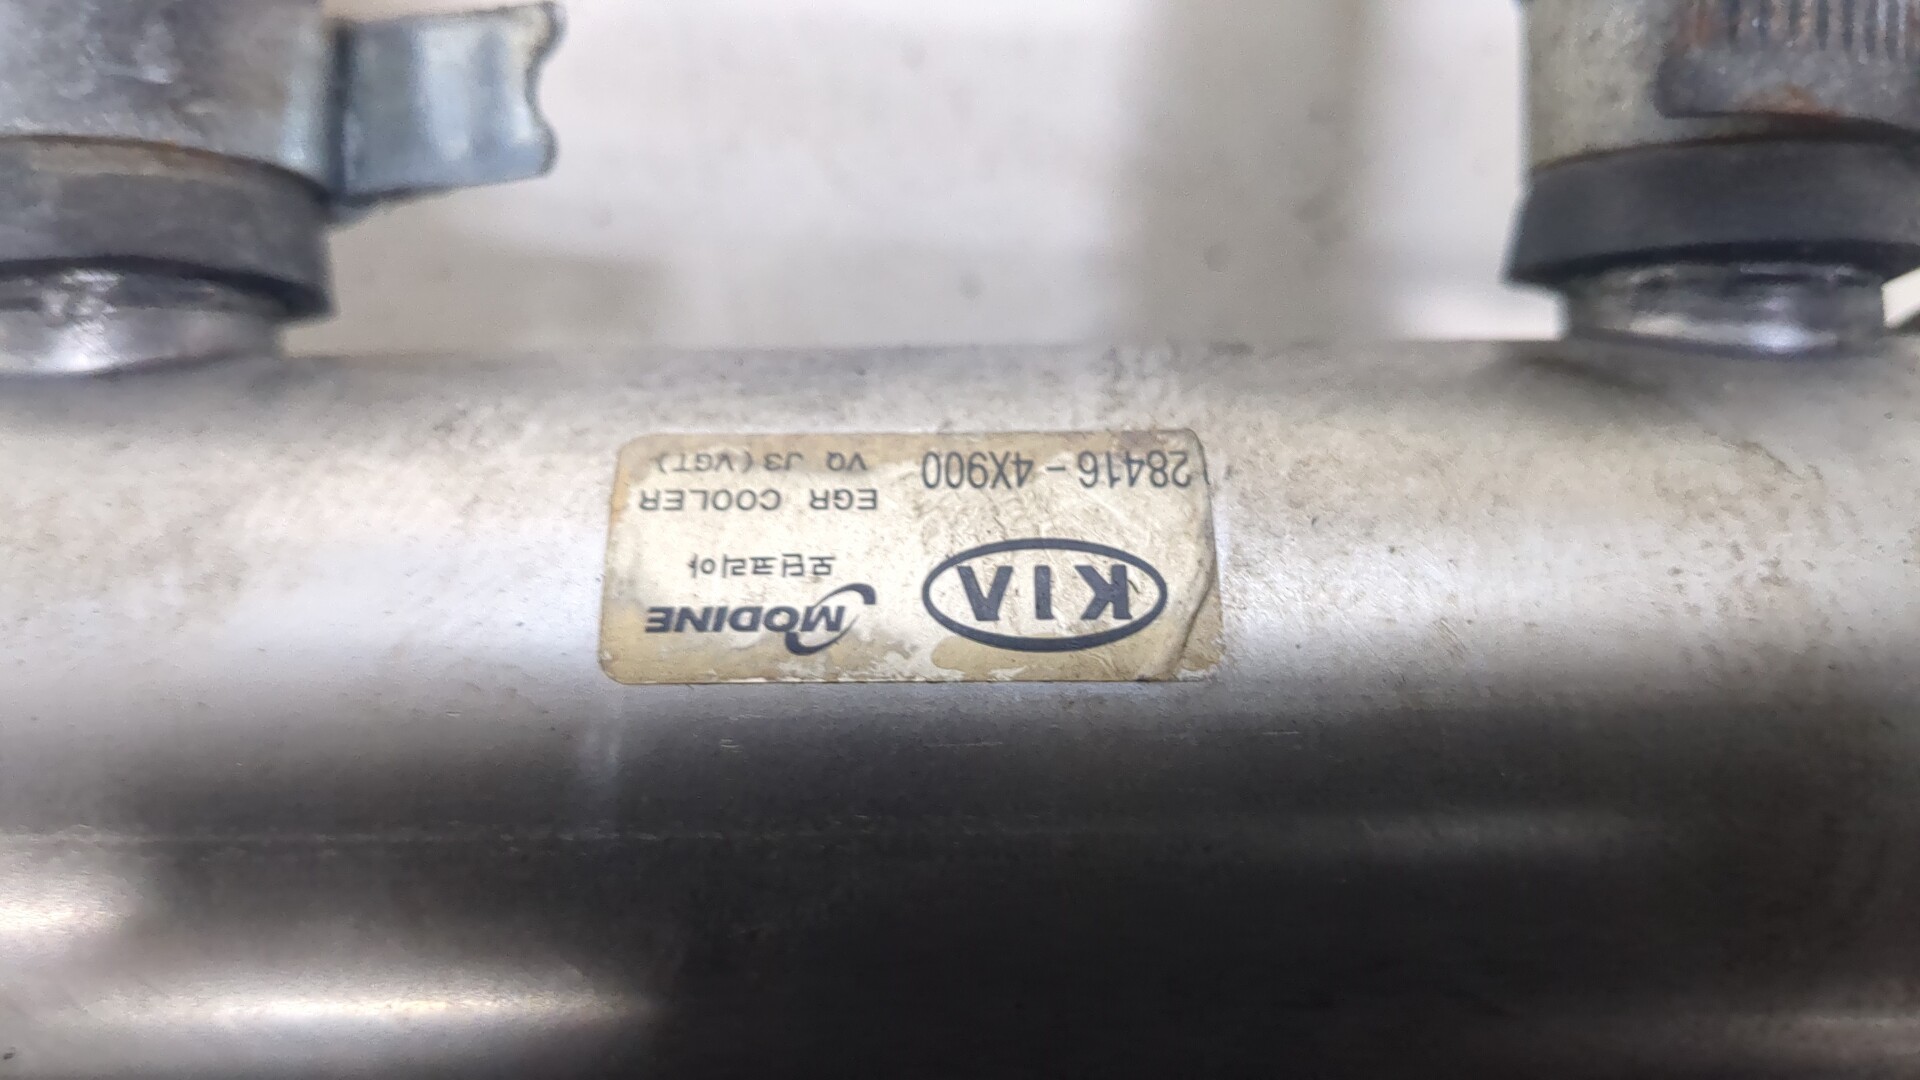 KIA
MODINE
모딘코리아
28416-4X900
EGR COOLER
VQ J3(VGT)